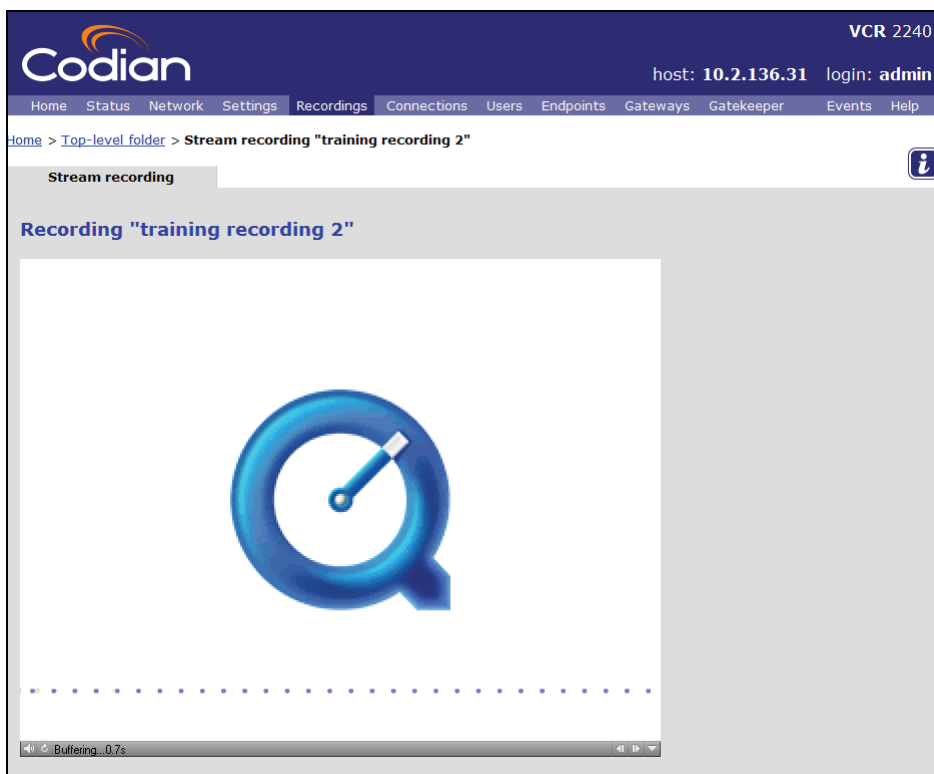 Codian
VCR 2240
host: 10.2.136.31 login: admin
Home Status Network Settings Recordings Connections Users Endpoints Gateways Gatekeeper Events Help
Home > Top-level folder > Stream recording "training recording 2"
i
Stream recording
Recording "training recording 2"
Buffering...0.7s